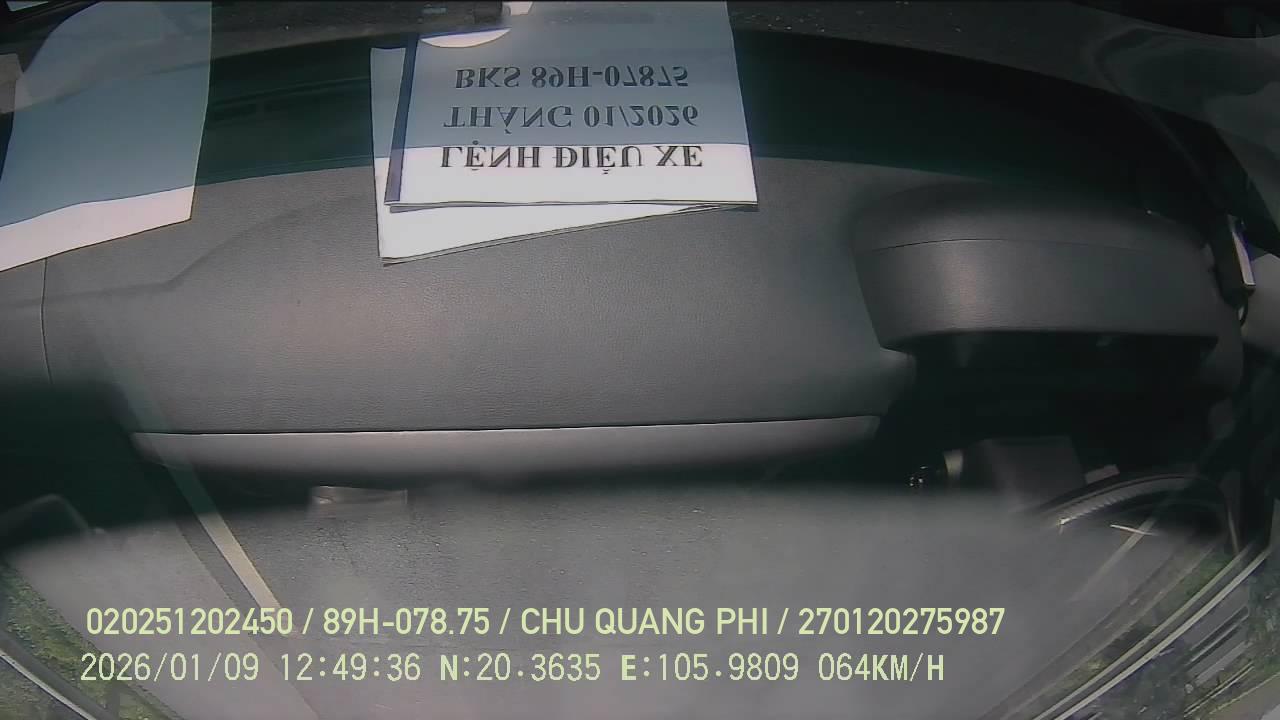 BKS 89H-07875
THÁNG 01/2026
LỆNH ĐIỀU XE
020251202450 / 89H-078.75 / CHU QUANG PHI / 270120275987
2026/01/09 12:49:36 N:20.3635 E:105.9809 064KM/H